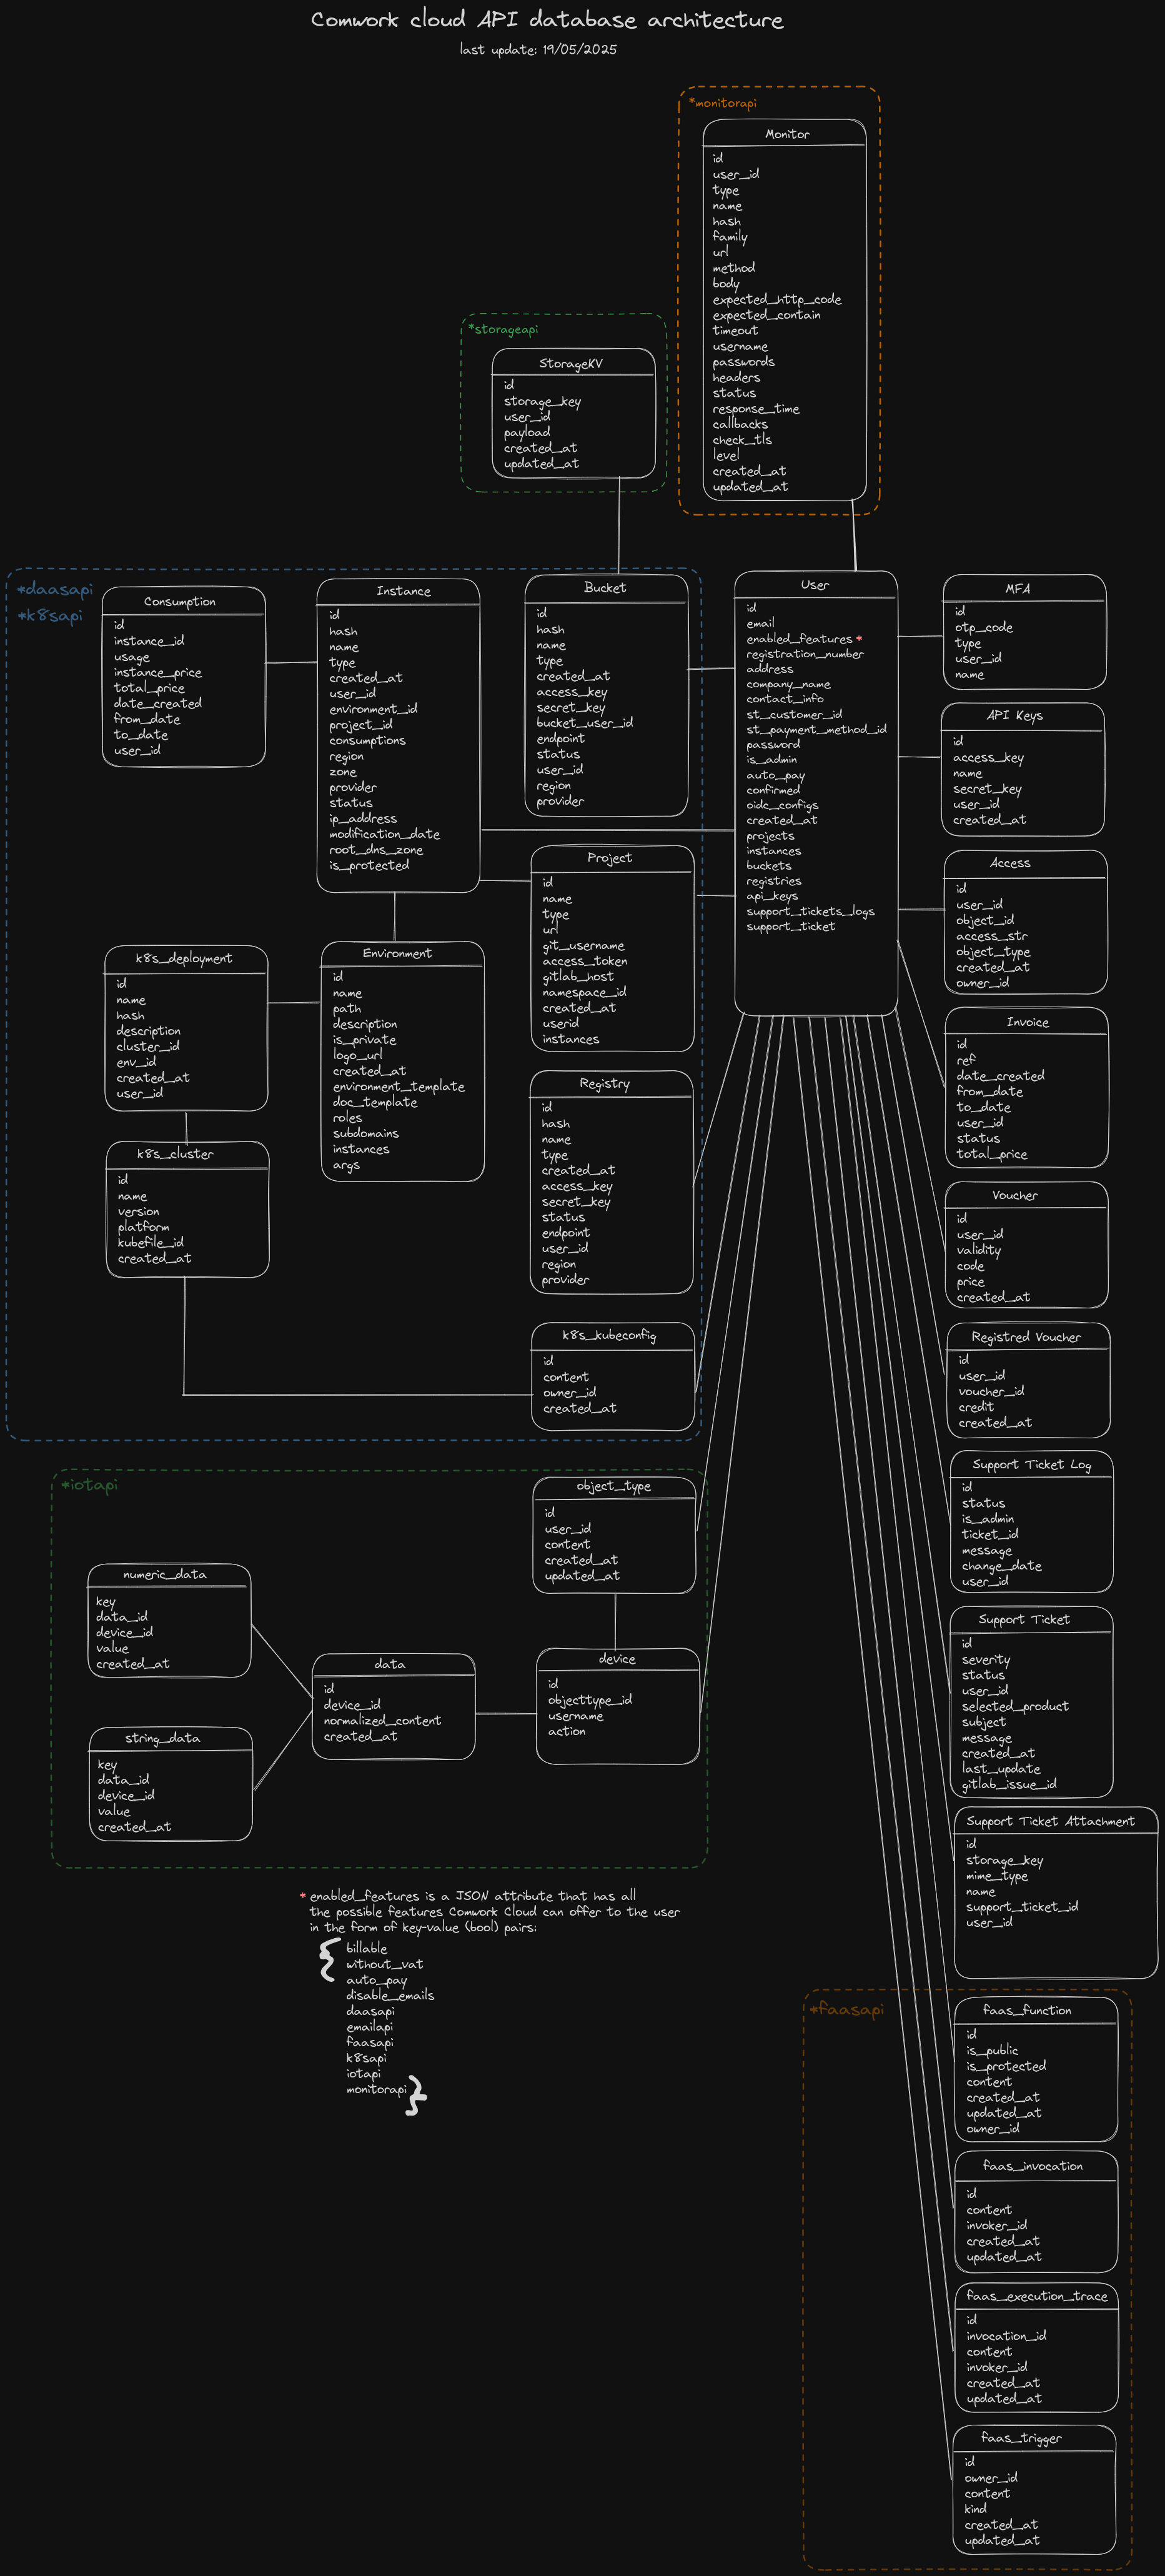 Comwork cloud API database architecture
last update: 19/05/2025
*monitorapi
Monitor
id
user_id
type
name
hash
family
url
method
body
expected_http_code
expected_contain
timeout
username
passwords
headers
status
response_time
callbacks
check_tls
level
created_at
updated_at
*storageapi
StorageKV
id
storage_key
user_id
payload
created_at
updated_at
*daasapi
*k8sapi
Consumption
id
instance_id
usage
instance_price
total_price
date_created
from_date
to_date
user_id
Instance
id
hash
name
type
created_at
user_id
environment_id
project_id
consumptions
region
zone
provider
status
ip_address
modification_date
root_dns_zone
is_protected
Bucket
id
hash
name
type
created_at
access_key
secret_key
bucket_user_id
endpoint
status
user_id
region
provider
User
id
email
enabled_features *
registration_number
address
company_name
contact_info
st_customer_id
st_payment_method_id
password
is_admin
auto_pay
confirmed
oidc_configs
created_at
projects
instances
buckets
registries
api_keys
support_tickets_logs
support_ticket
MFA
id
otp_code
type
user_id
name
API Keys
id
access_key
name
secret_key
user_id
created_at
Access
id
user_id
object_id
access_str
object_type
created_at
owner_id
Project
id
name
type
url
git_username
access_token
gitlab_host
namespace_id
created_at
userid
instances
k8s_deployment
id
name
hash
description
cluster_id
env_id
created_at
user_id
Environment
id
name
path
description
is_private
logo_url
created_at
environment_template
doc_template
roles
subdomains
instances
args
Invoice
id
ref
date_created
from_date
to_date
user_id
status
total_price
Registry
id
hash
name
type
created_at
access_key
secret_key
status
endpoint
user_id
region
provider
k8s_cluster
id
name
version
platform
kubefile_id
created_at
Voucher
id
user_id
validity
code
price
created_at
k8s_kubeconfig
id
content
owner_id
created_at
Registred Voucher
id
user_id
voucher_id
credit
created_at
Support Ticket Log
id
status
is_admin
ticket_id
message
change_date
user_id
*iotapi
object_type
id
user_id
content
created_at
updated_at
numeric_data
key
data_id
device_id
value
created_at
data
id
device_id
normalized_content
created_at
device
id
objecttype_id
username
action
string_data
key
data_id
device_id
value
created_at
Support Ticket
id
severity
status
user_id
selected_product
subject
message
created_at
last_update
gitlab_issue_id
Support Ticket Attachment
id
storage_key
mime_type
name
support_ticket_id
user_id
* enabled_features is a JSON attribute that has all
the possible features Comwork Cloud can offer to the user
in the form of key-value (bool) pairs:
{ billable
without_vat
auto_pay
disable_emails
daasapi
emailapi
faasapi
k8sapi
iotapi
monitorapi }
*faasapi
faas_function
id
is_public
is_protected
content
created_at
updated_at
owner_id
faas_invocation
id
content
invoker_id
created_at
updated_at
faas_execution_trace
id
invocation_id
content
invoker_id
created_at
updated_at
faas_trigger
id
owner_id
content
kind
created_at
updated_at